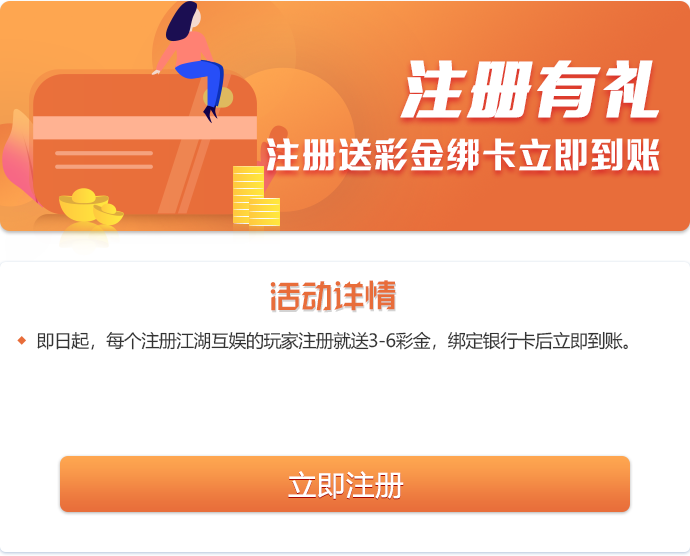 注册有礼
注册送彩金绑卡立即到账
活动详情
即日起，每个注册江湖互娱的玩家注册就送3-6彩金，绑定银行卡后立即到账。
立即注册